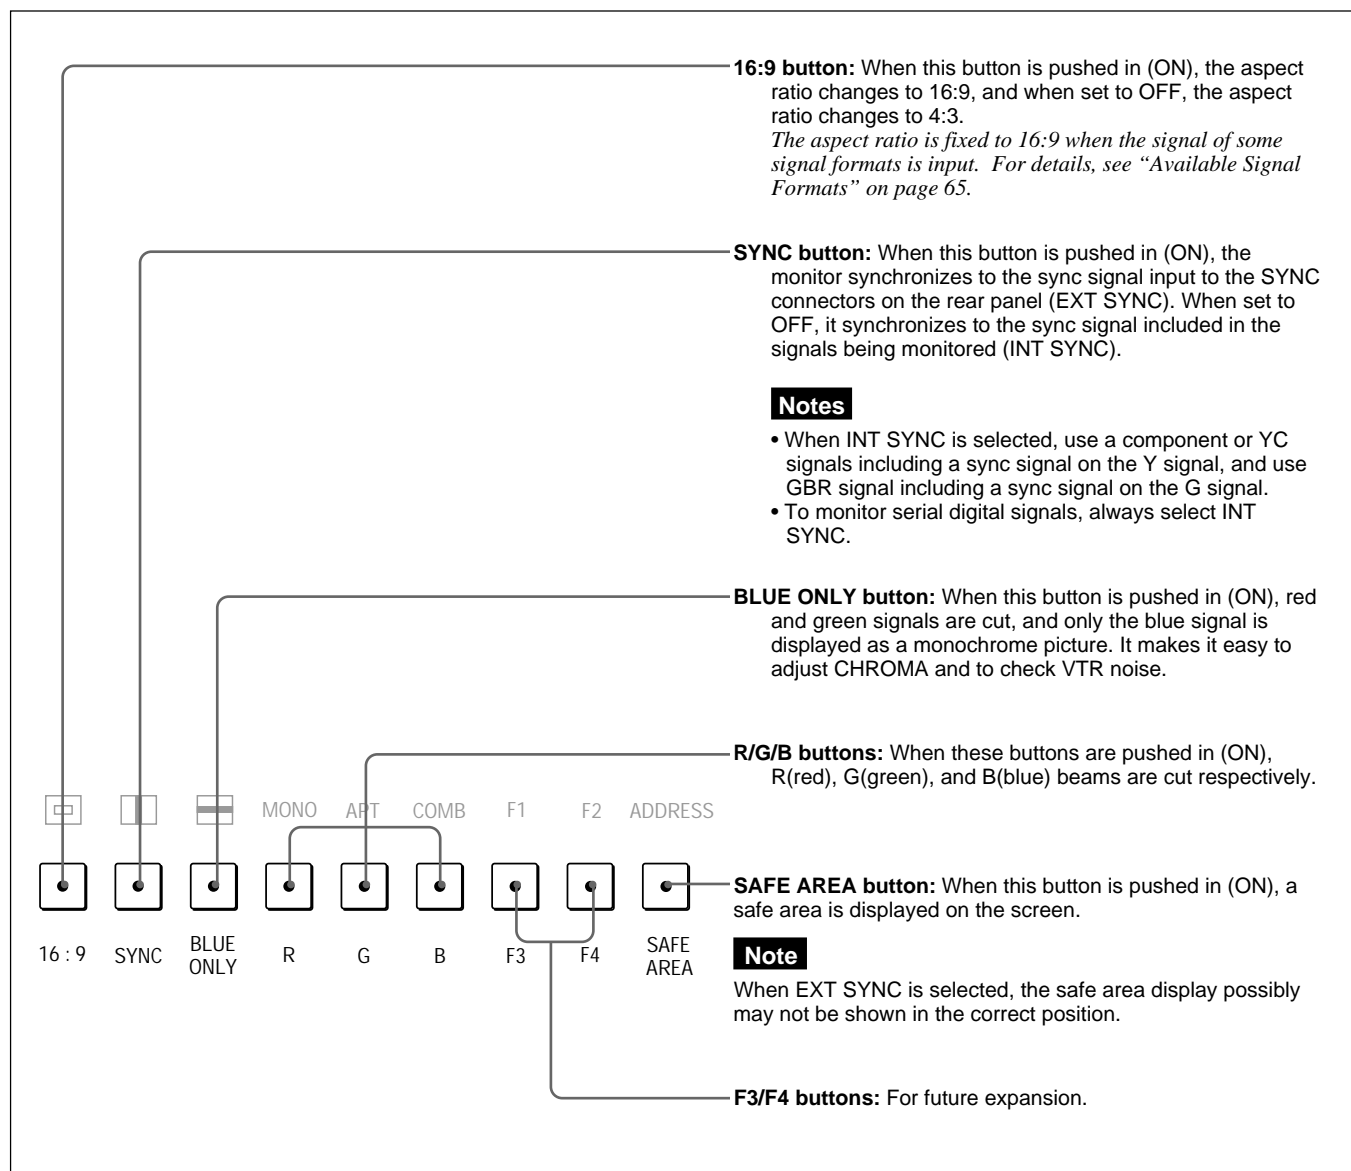 16:9 button: When this button is pushed in (ON), the aspect
ratio changes to 16:9, and when set to OFF, the aspect
ratio changes to 4:3.
The aspect ratio is fixed to 16:9 when the signal of some
signal formats is input.  For details, see “Available Signal
Formats” on page 65.
SYNC button: When this button is pushed in (ON), the
monitor synchronizes to the sync signal input to the SYNC
connectors on the rear panel (EXT SYNC). When set to
OFF, it synchronizes to the sync signal included in the
signals being monitored (INT SYNC).
Notes
• When INT SYNC is selected, use a component or YC
signals including a sync signal on the Y signal, and use
GBR signal including a sync signal on the G signal.
• To monitor serial digital signals, always select INT
SYNC.
BLUE ONLY button: When this button is pushed in (ON), red
and green signals are cut, and only the blue signal is
displayed as a monochrome picture. It makes it easy to
adjust CHROMA and to check VTR noise.
R/G/B buttons: When these buttons are pushed in (ON),
R(red), G(green), and B(blue) beams are cut respectively.
MONO APT COMB F1 F2 ADDRESS
16 : 9 SYNC BLUE ONLY R G B F3 F4 SAFE AREA
SAFE AREA button: When this button is pushed in (ON), a
safe area is displayed on the screen.
Note
When EXT SYNC is selected, the safe area display possibly
may not be shown in the correct position.
F3/F4 buttons: For future expansion.